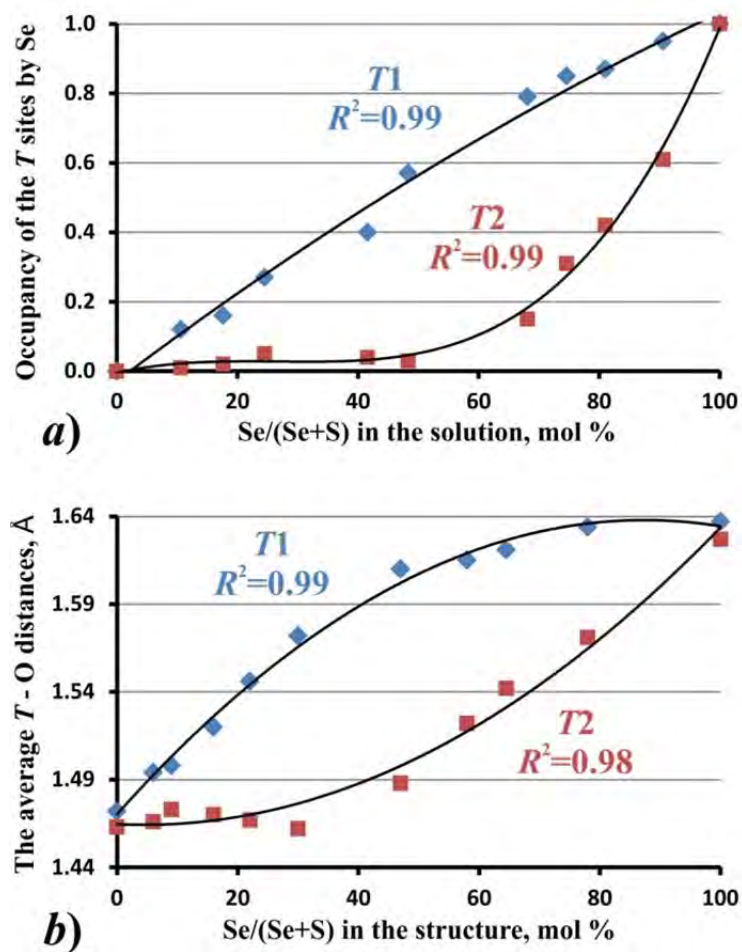 1.0
0.8
0.6
0.4
0.2
0.0
Occupancy of the T sites by Se
T1
R²=0.99
T2
R²=0.99
0 20 40 60 80 100
a) Se/(Se+S) in the solution, mol %
1.64
1.59
1.54
1.49
1.44
The average T - O distances, Å
T1
R²=0.99
T2
R²=0.98
0 20 40 60 80 100
b) Se/(Se+S) in the structure, mol %